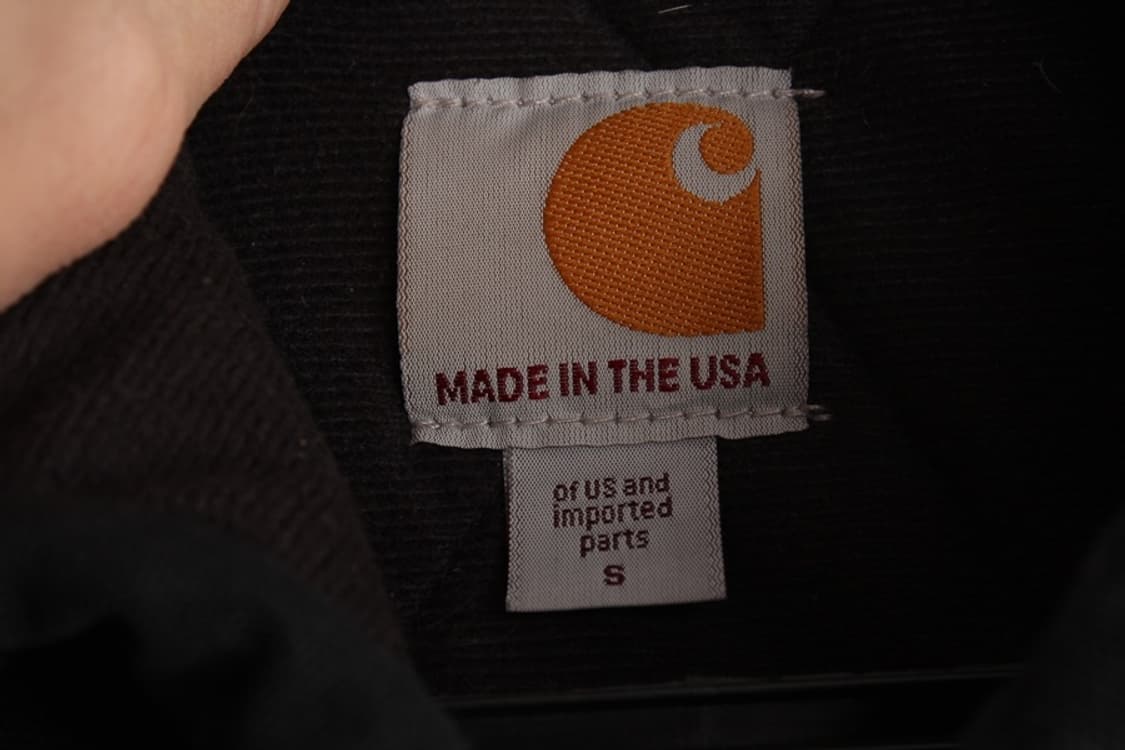 MADE IN THE USA
of US and
imported
parts
S